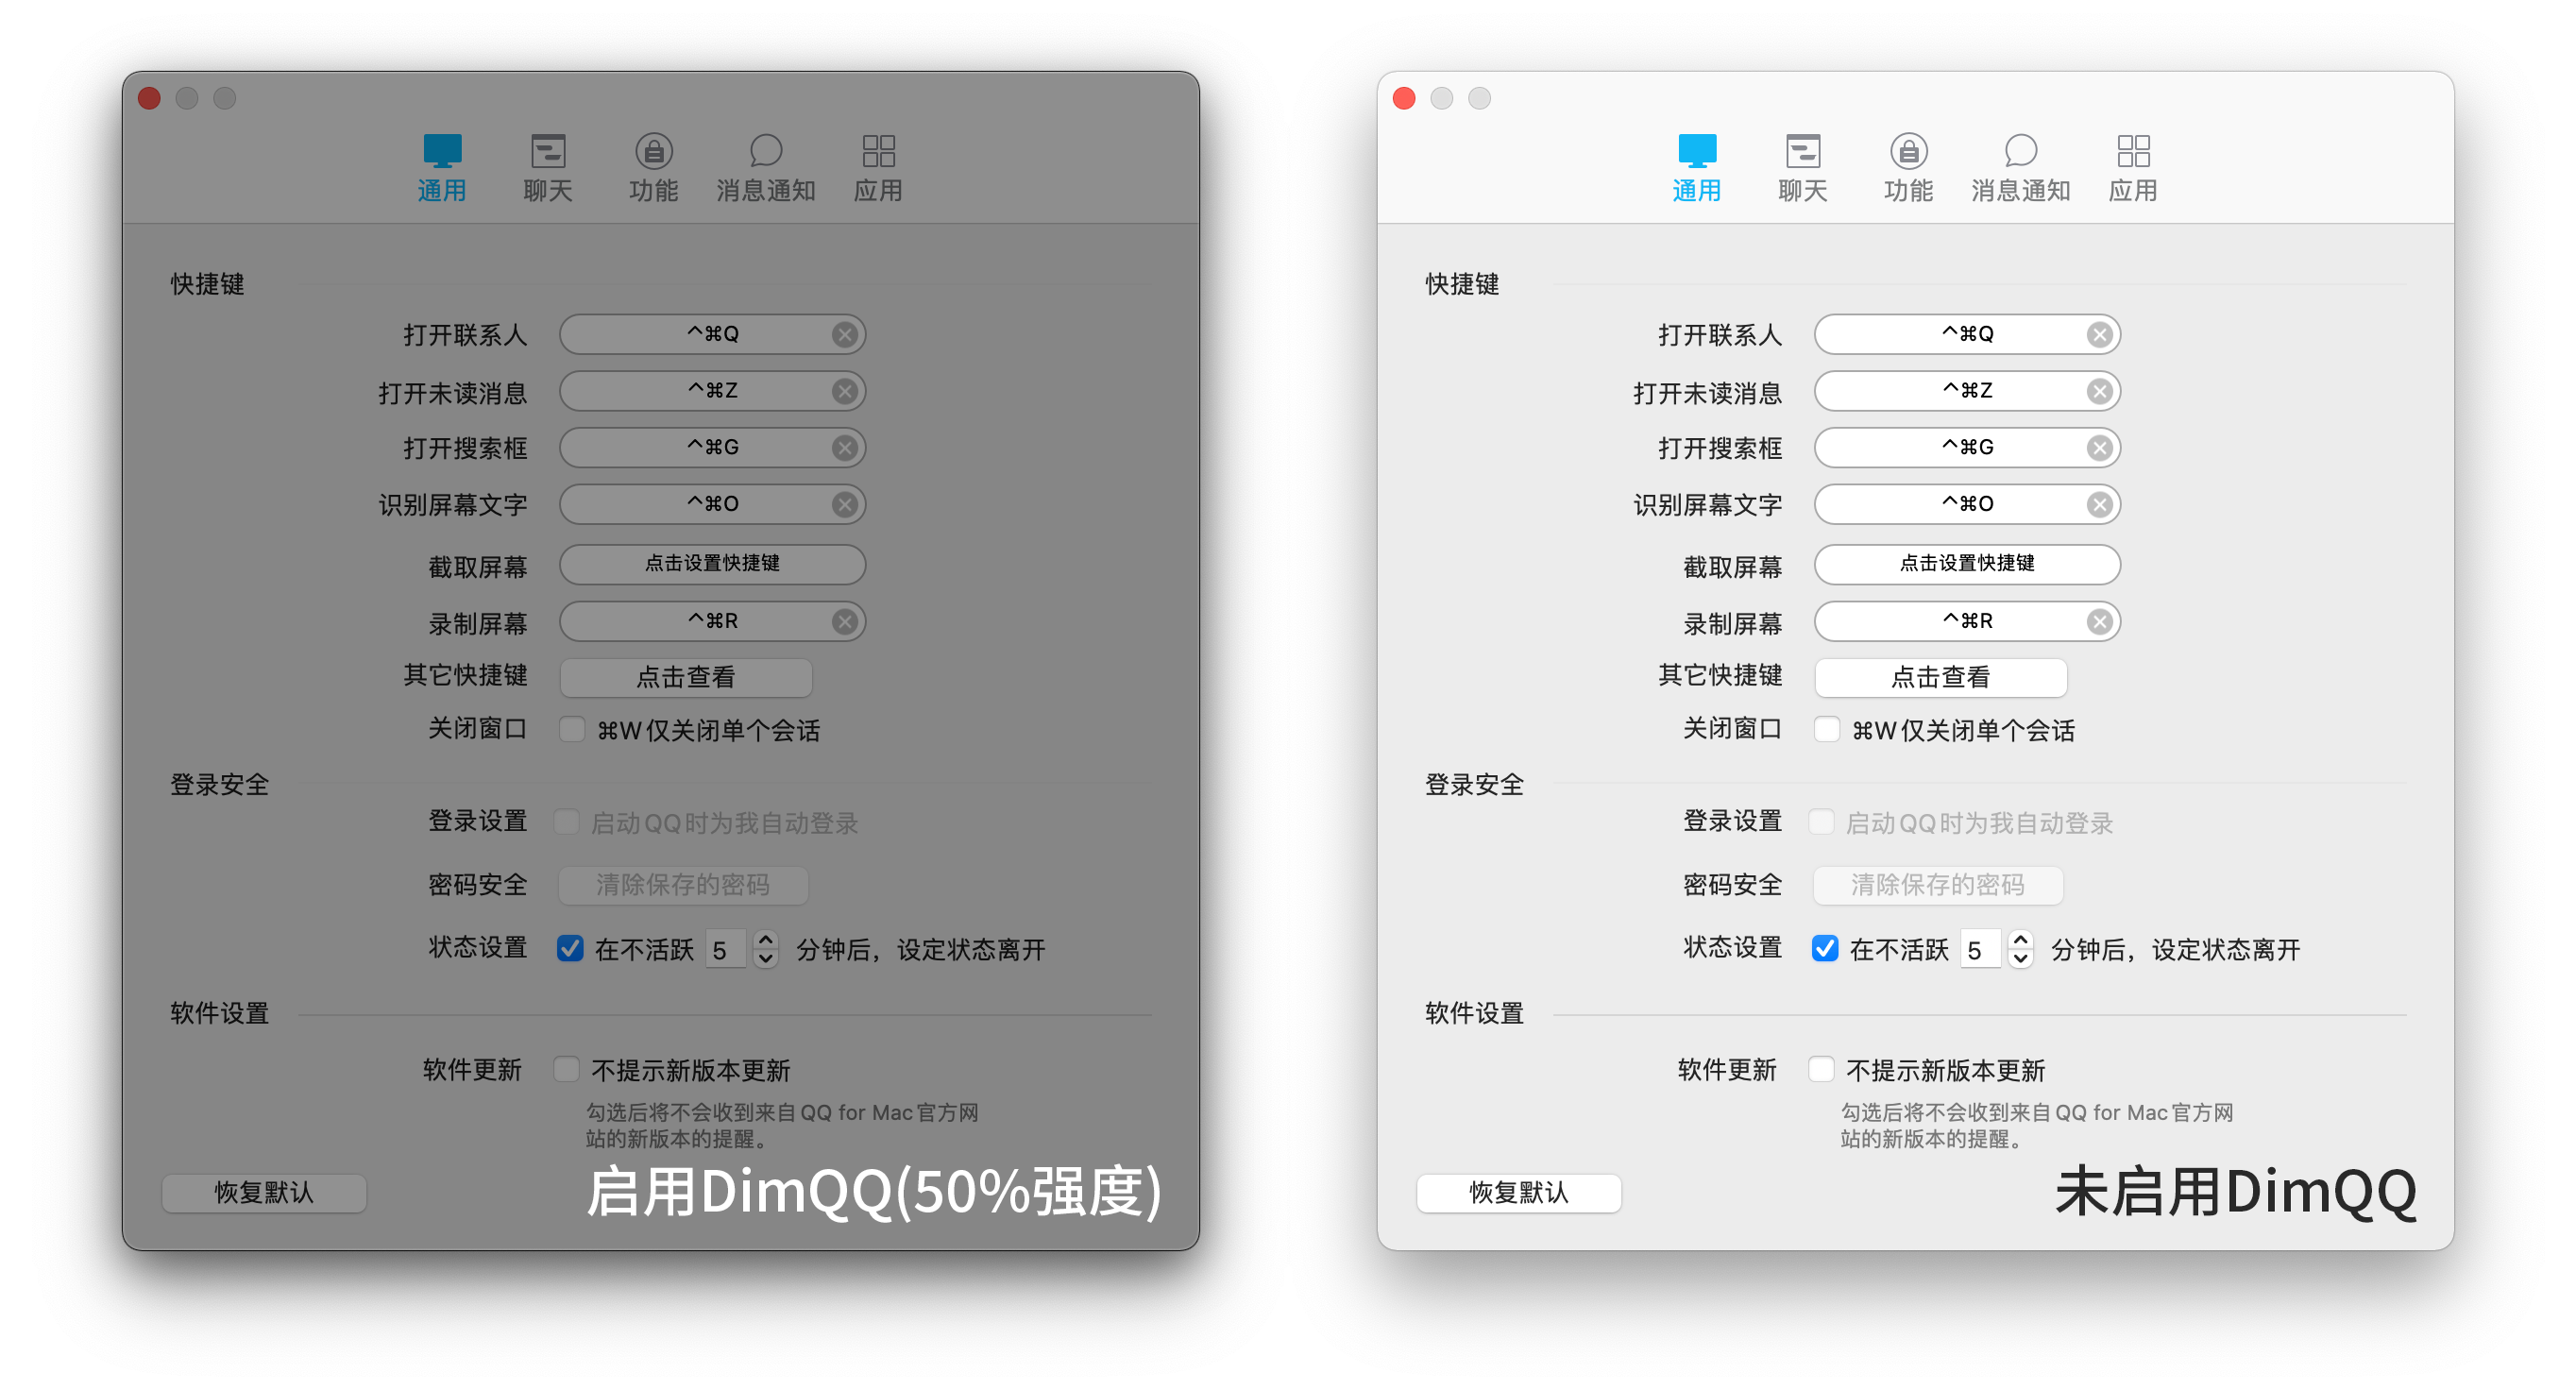 通用 聊天 功能 消息通知 应用
快捷键
打开联系人 ^⌘Q
打开未读消息 ^⌘Z
打开搜索框 ^⌘G
识别屏幕文字 ^⌘O
截取屏幕 点击设置快捷键
录制屏幕 ^⌘R
其它快捷键 点击查看
关闭窗口 ⌘W仅关闭单个会话
登录安全
登录设置 启动QQ时为我自动登录
密码安全 清除保存的密码
状态设置 在不活跃 5 分钟后，设定状态离开
软件设置
软件更新 不提示新版本更新
勾选后将不会收到来自QQ for Mac官方网
站的新版本的提醒。
恢复默认
启用DimQQ(50%强度)
通用 聊天 功能 消息通知 应用
快捷键
打开联系人 ^⌘Q
打开未读消息 ^⌘Z
打开搜索框 ^⌘G
识别屏幕文字 ^⌘O
截取屏幕 点击设置快捷键
录制屏幕 ^⌘R
其它快捷键 点击查看
关闭窗口 ⌘W仅关闭单个会话
登录安全
登录设置 启动QQ时为我自动登录
密码安全 清除保存的密码
状态设置 在不活跃 5 分钟后，设定状态离开
软件设置
软件更新 不提示新版本更新
勾选后将不会收到来自QQ for Mac官方网
站的新版本的提醒。
恢复默认
未启用DimQQ